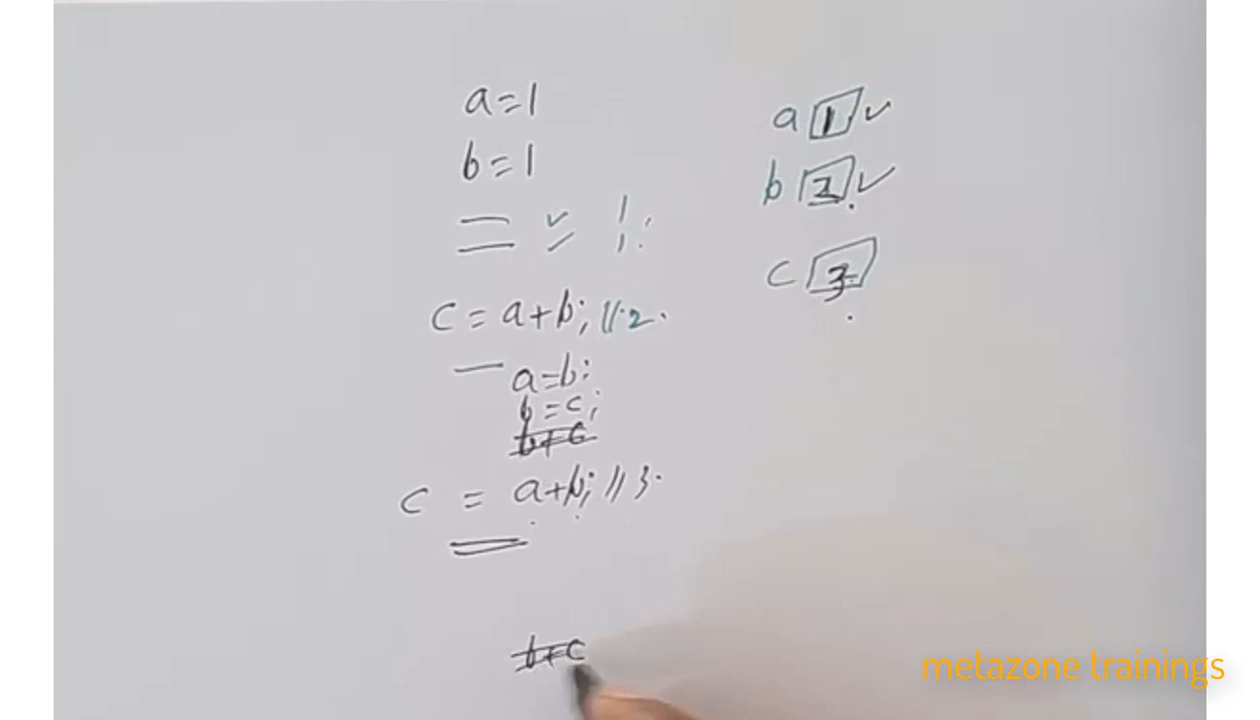 a=1
b=1
c = a+b; //2.
a=b;
b=c;
b+c
c = a+b; //3.
b+c
a 1 ✓
b 2 ✓
c 3
metazone trainings